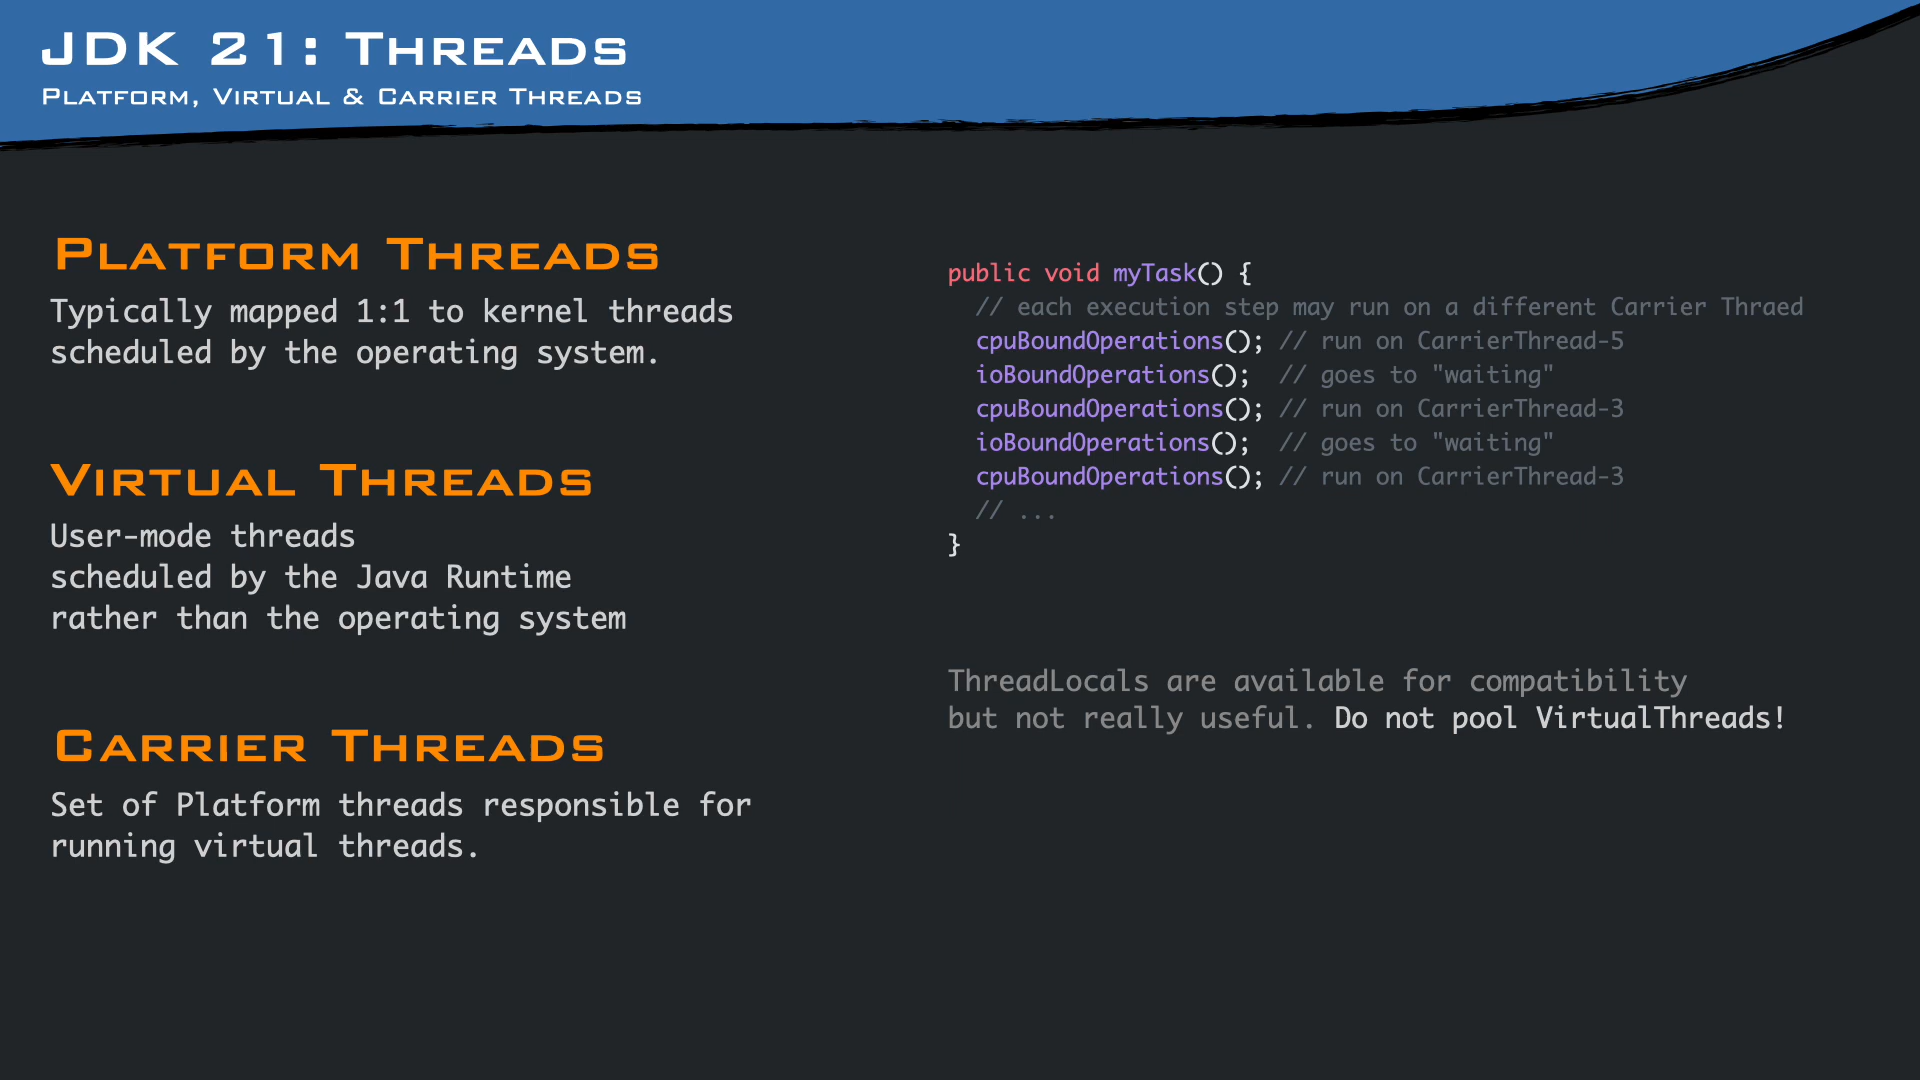 JDK 21: Threads
Platform, Virtual & Carrier Threads
Platform Threads
Typically mapped 1:1 to kernel threads
scheduled by the operating system.
Virtual Threads
User-mode threads
scheduled by the Java Runtime
rather than the operating system
Carrier Threads
Set of Platform threads responsible for
running virtual threads.
public void myTask() {
  // each execution step may run on a different Carrier Thraed
  cpuBoundOperations(); // run on CarrierThread-5
  ioBoundOperations();  // goes to "waiting"
  cpuBoundOperations(); // run on CarrierThread-3
  ioBoundOperations();  // goes to "waiting"
  cpuBoundOperations(); // run on CarrierThread-3
  // ...
}
ThreadLocals are available for compatibility
but not really useful. Do not pool VirtualThreads!